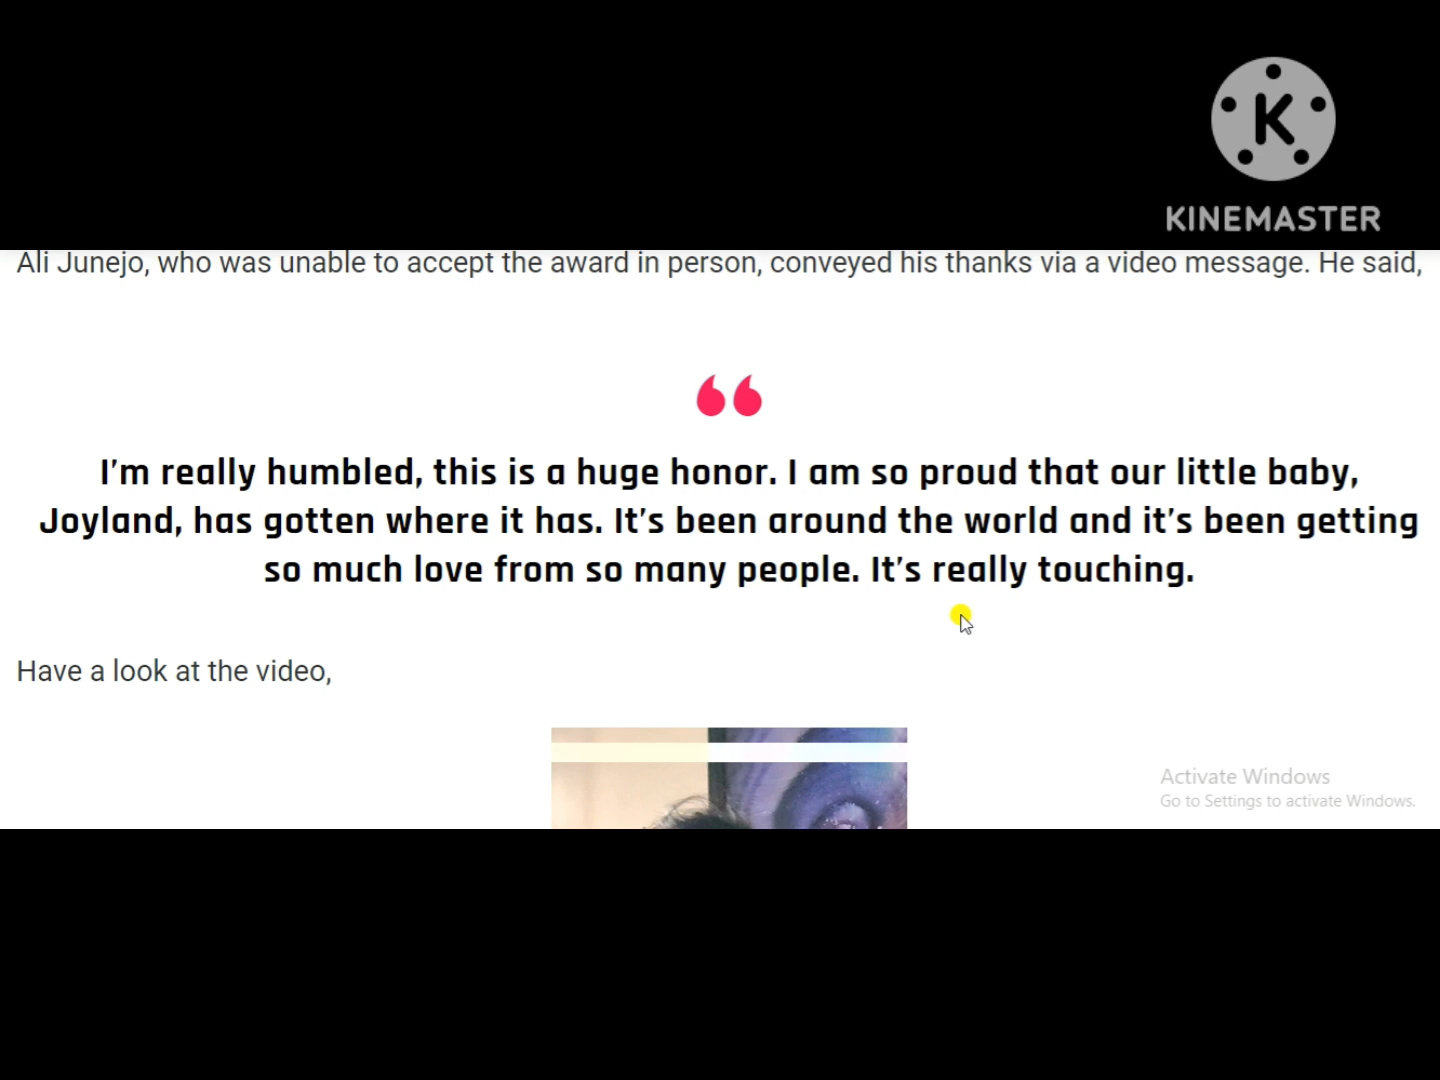 K
KINEMASTER
Ali Junejo, who was unable to accept the award in person, conveyed his thanks via a video message. He said,
“
I’m really humbled, this is a huge honor. I am so proud that our little baby,
Joyland, has gotten where it has. It’s been around the world and it’s been getting
so much love from so many people. It’s really touching.
Have a look at the video,
Activate Windows
Go to Settings to activate Windows.